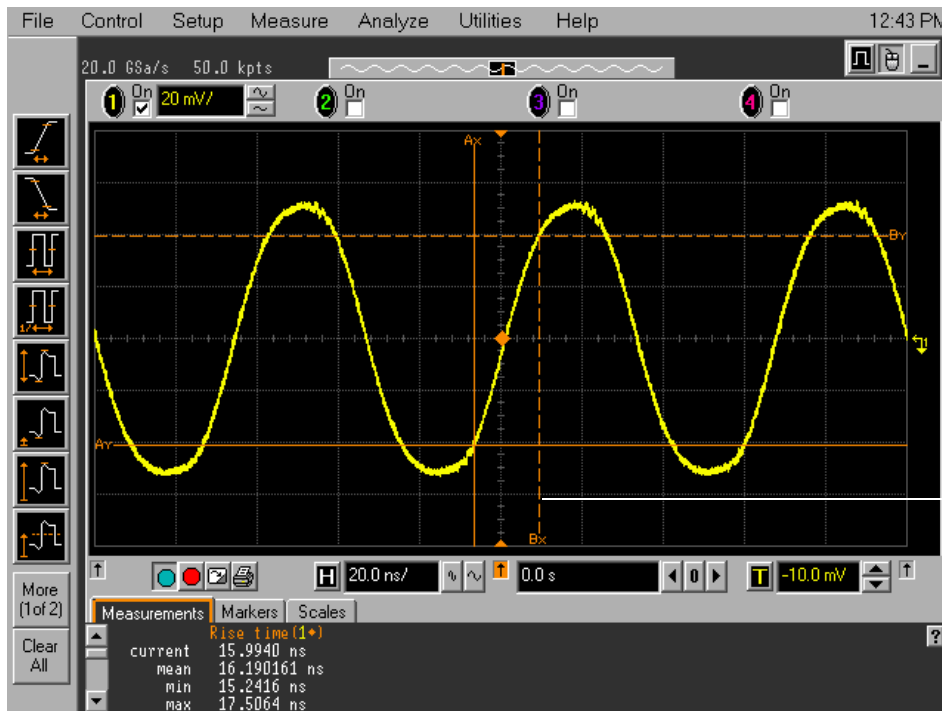 File Control Setup Measure Analyze Utilities Help 12:43 PM
20.0 GSa/s 50.0 kpts
1 On 20 mV/ 2 On 3 On 4 On
Ax
By
Ay
Bx
1/
H 20.0 ns/ 0.0 s 0 T -10.0 mV
More
(1of 2)
Clear
All
Measurements Markers Scales
Rise time(1♦)
current 15.9940 ns
mean 16.190161 ns
min 15.2416 ns
max 17.5064 ns
?